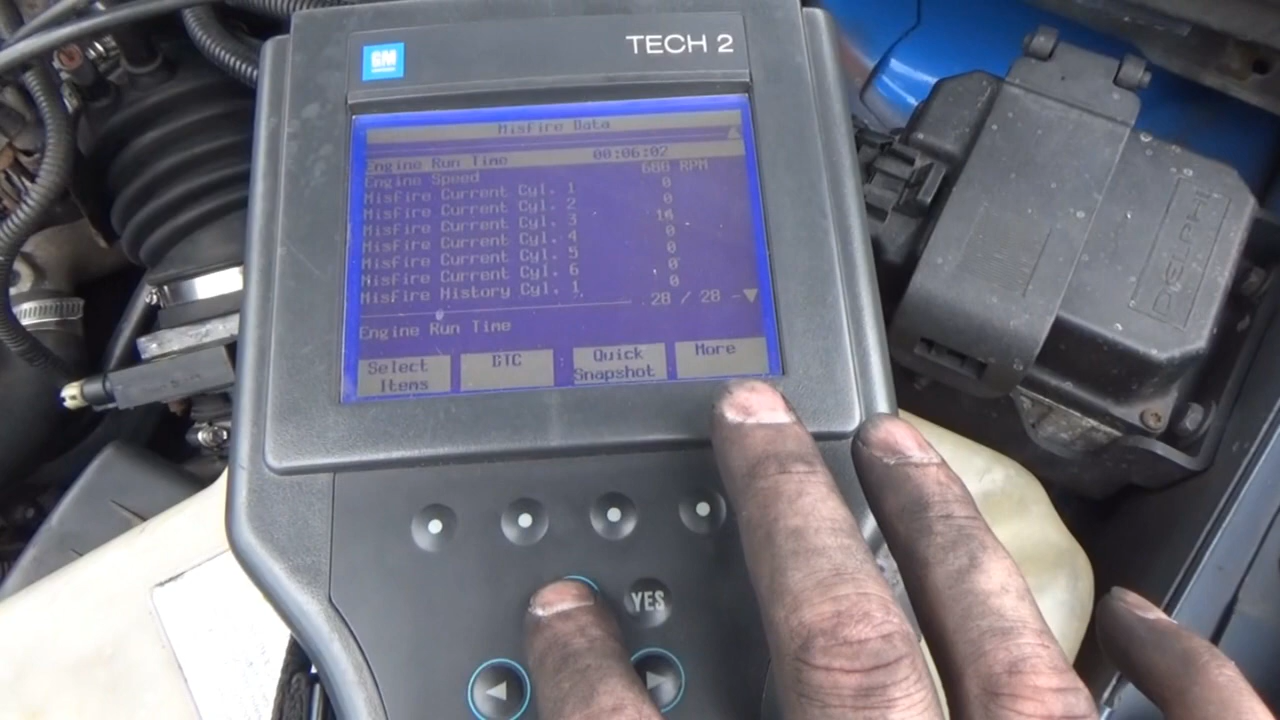 GM
TECH 2
Misfire Data
Engine Run Time 00:06:02
Engine Speed 660 RPM
Misfire Current Cyl. 1 0
Misfire Current Cyl. 2 0
Misfire Current Cyl. 3 14
Misfire Current Cyl. 4 0
Misfire Current Cyl. 5 0
Misfire Current Cyl. 6 0
Misfire History Cyl. 1 0
28 / 28
Engine Run Time
Select Items
DTC
Quick Snapshot
More
YES
DELPHI